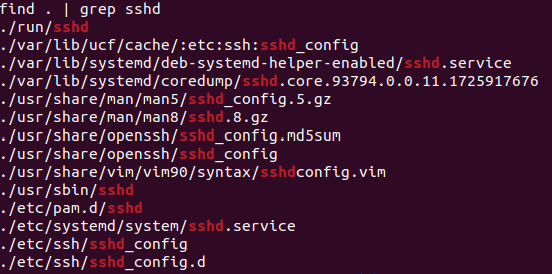 find . | grep sshd
./run/sshd
./var/lib/ucf/cache/:etc:ssh:sshd_config
./var/lib/systemd/deb-systemd-helper-enabled/sshd.service
./var/lib/systemd/coredump/sshd.core.93794.0.0.11.1725917676
./usr/share/man/man5/sshd_config.5.gz
./usr/share/man/man8/sshd.8.gz
./usr/share/openssh/sshd_config.md5sum
./usr/share/openssh/sshd_config
./usr/share/vim/vim90/syntax/sshdconfig.vim
./usr/sbin/sshd
./etc/pam.d/sshd
./etc/systemd/system/sshd.service
./etc/ssh/sshd_config
./etc/ssh/sshd_config.d